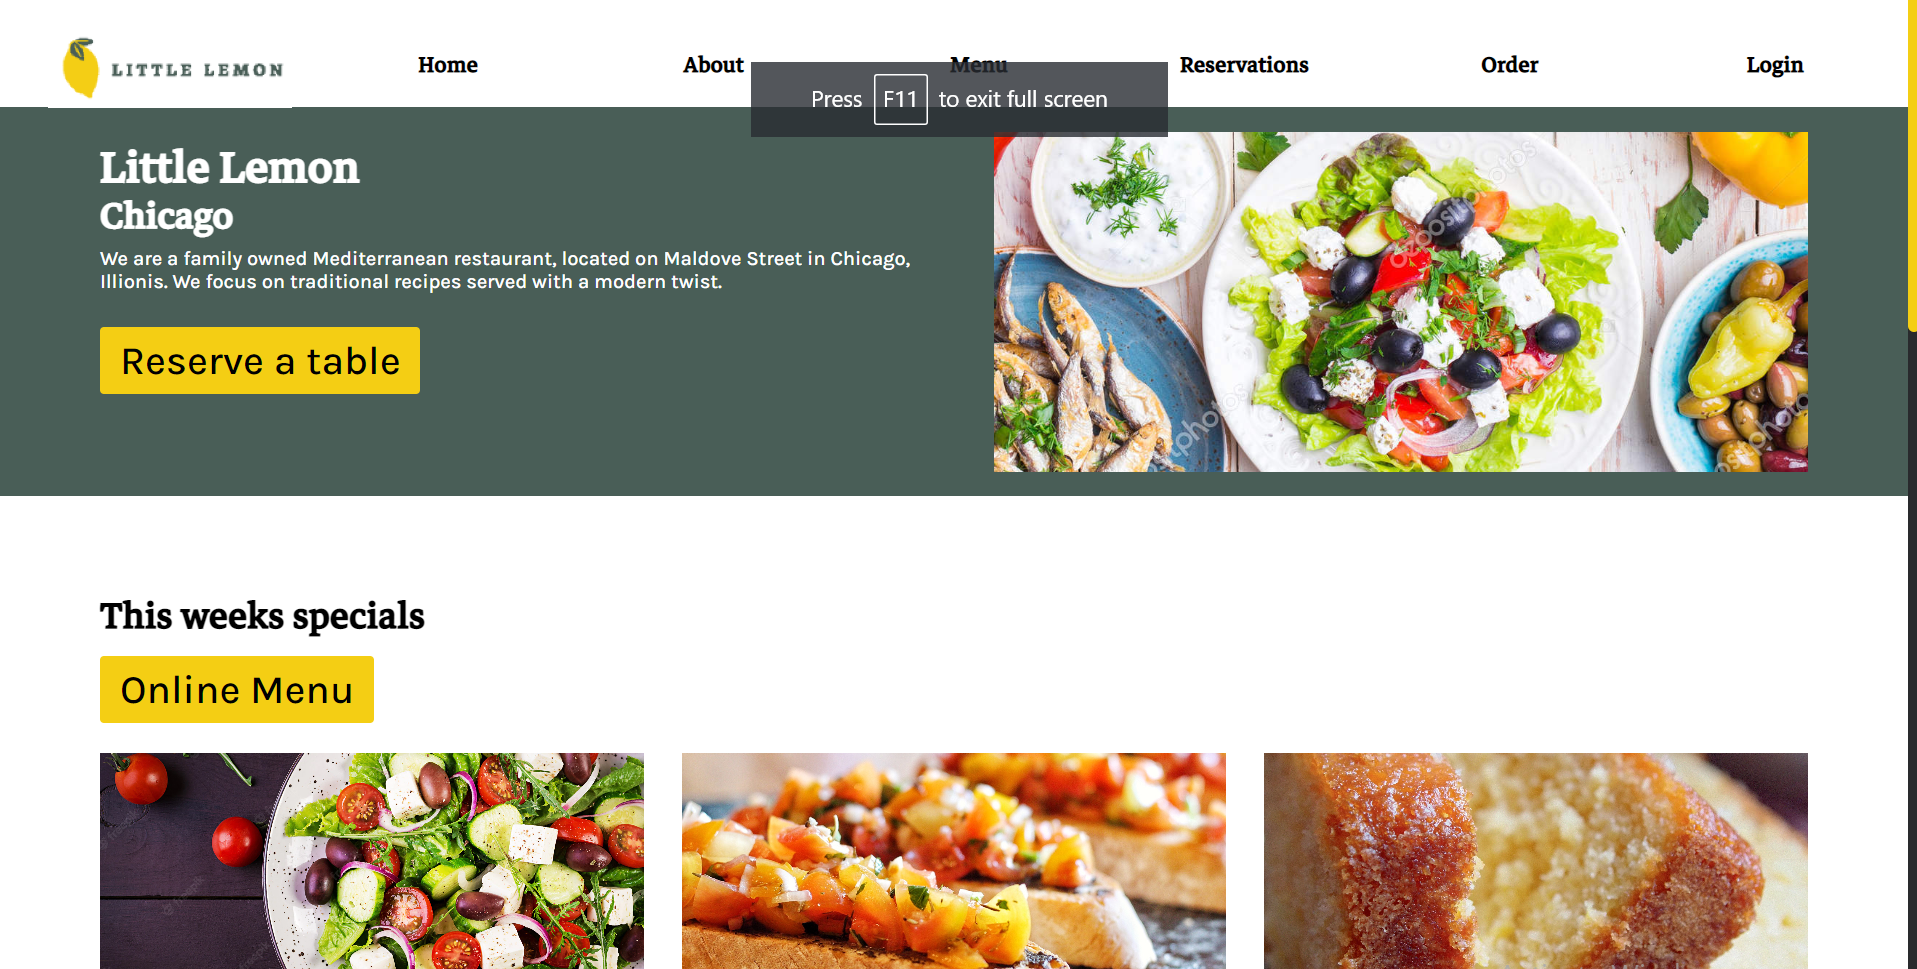 LITTLE LEMON
Home
About
Menu
Reservations
Order
Login
Press F11 to exit full screen
Little Lemon
Chicago
We are a family owned Mediterranean restaurant, located on Maldove Street in Chicago,
Illionis. We focus on traditional recipes served with a modern twist.
Reserve a table
depositphotos
This weeks specials
Online Menu